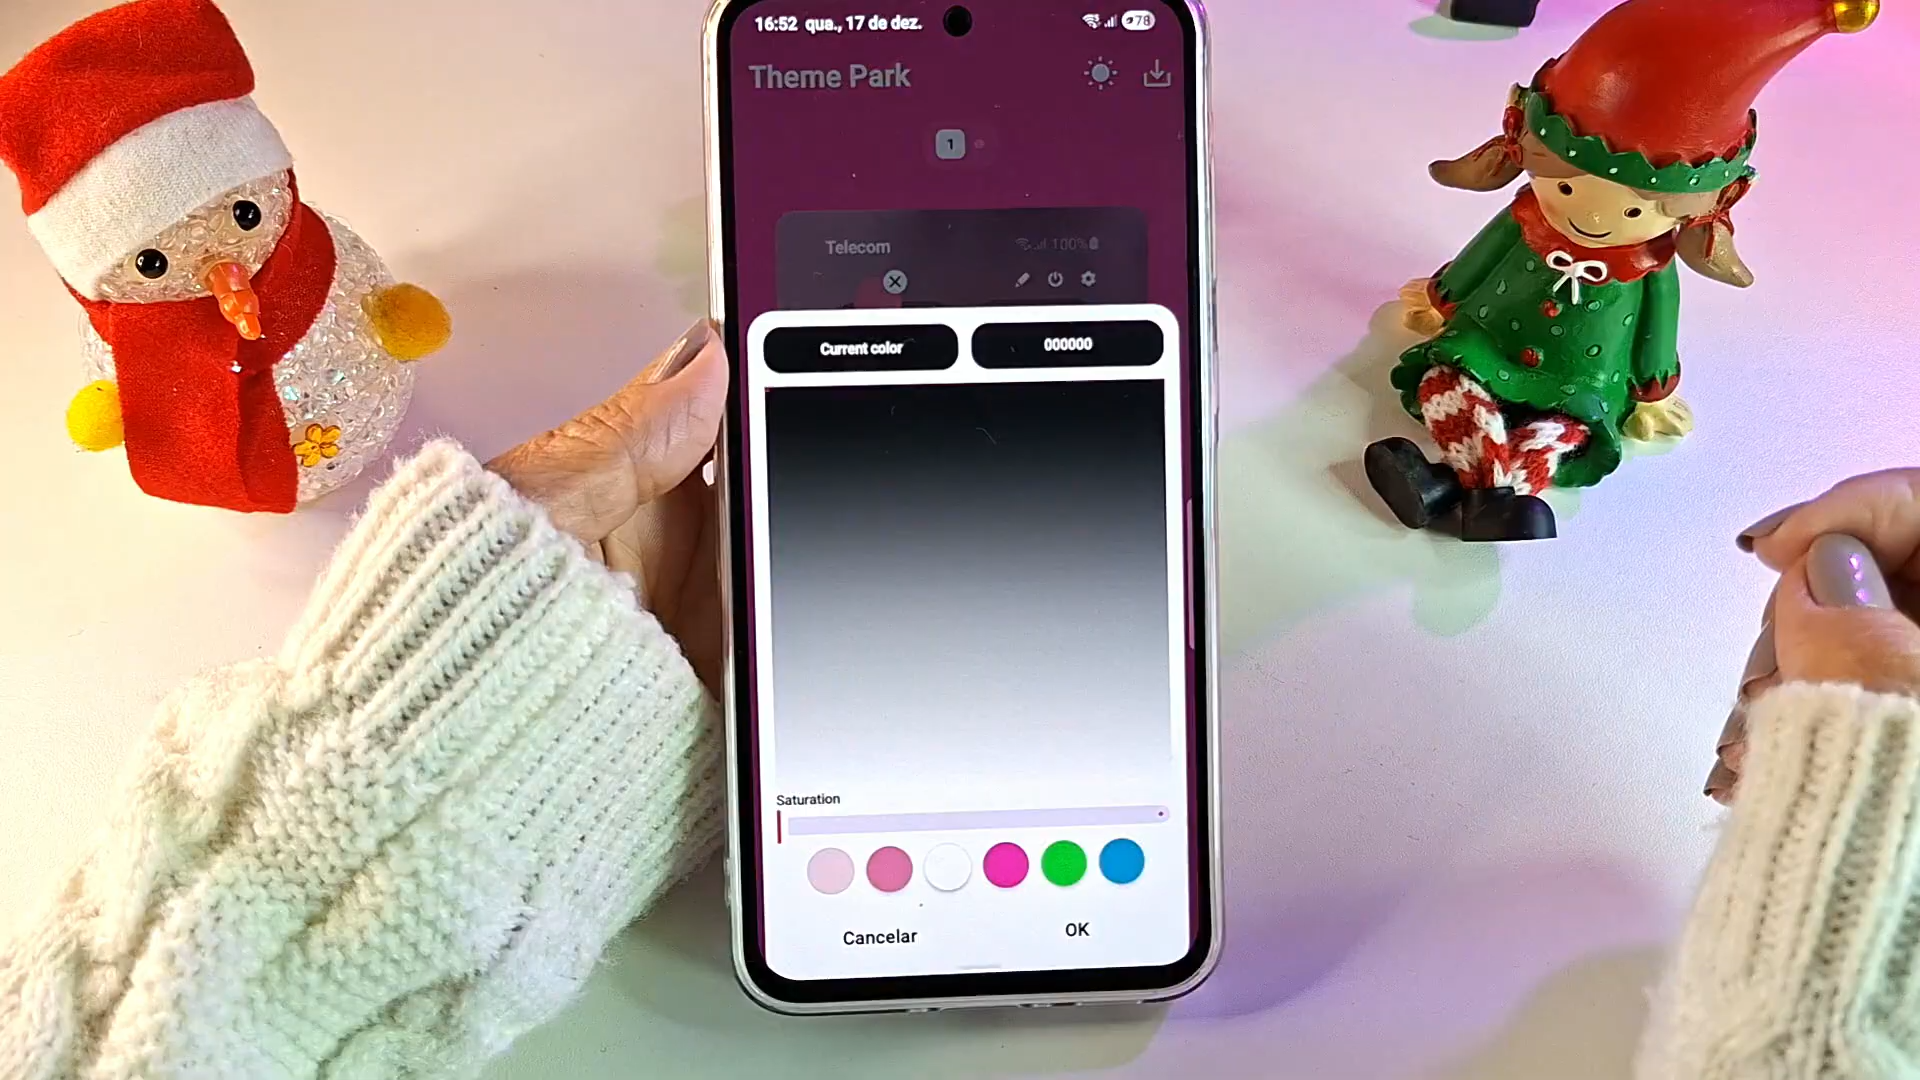 16:52 qua., 17 de dez.
78
Theme Park
1
Telecom
100%
Current color
000000
Saturation
Cancelar
OK